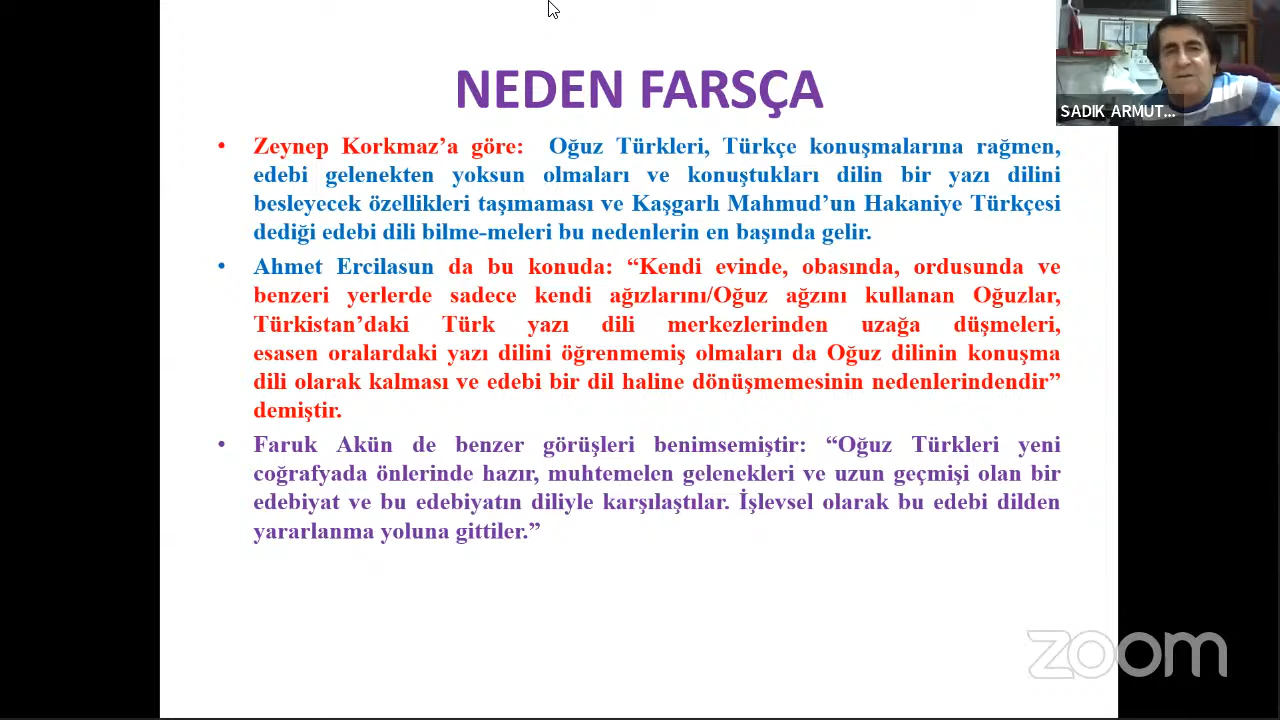 NEDEN FARSÇA
SADIK ARMUT...
• Zeynep Korkmaz’a göre: Oğuz Türkleri, Türkçe konuşmalarına rağmen,
edebi gelenekten yoksun olmaları ve konuştukları dilin bir yazı dilini
besleyecek özellikleri taşımaması ve Kaşgarlı Mahmud’un Hakaniye Türkçesi
dediği edebi dili bilme-meleri bu nedenlerin en başında gelir.
• Ahmet Ercilasun da bu konuda: “Kendi evinde, obasında, ordusunda ve
benzeri yerlerde sadece kendi ağızlarını/Oğuz ağzını kullanan Oğuzlar,
Türkistan’daki Türk yazı dili merkezlerinden uzağa düşmeleri,
esasen oralardaki yazı dilini öğrenmemiş olmaları da Oğuz dilinin konuşma
dili olarak kalması ve edebi bir dil haline dönüşmemesinin nedenlerindendir”
demiştir.
• Faruk Akün de benzer görüşleri benimsemiştir: “Oğuz Türkleri yeni
coğrafyada önlerinde hazır, muhtemelen gelenekleri ve uzun geçmişi olan bir
edebiyat ve bu edebiyatın diliyle karşılaştılar. İşlevsel olarak bu edebi dilden
yararlanma yoluna gittiler.”
zoom